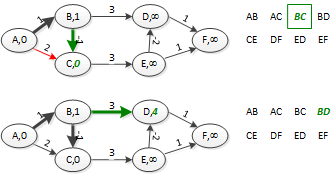 B,1 3 D,∞ AB AC BC BD
1 1
A,0 -1 -2 F,∞
2 1
C,0 3 E,∞ CE DF ED EF
B,1 3 D,4 AB AC BC BD
1 1
A,0 -1 -2 F,∞
2 1
C,0 3 E,∞ CE DF ED EF